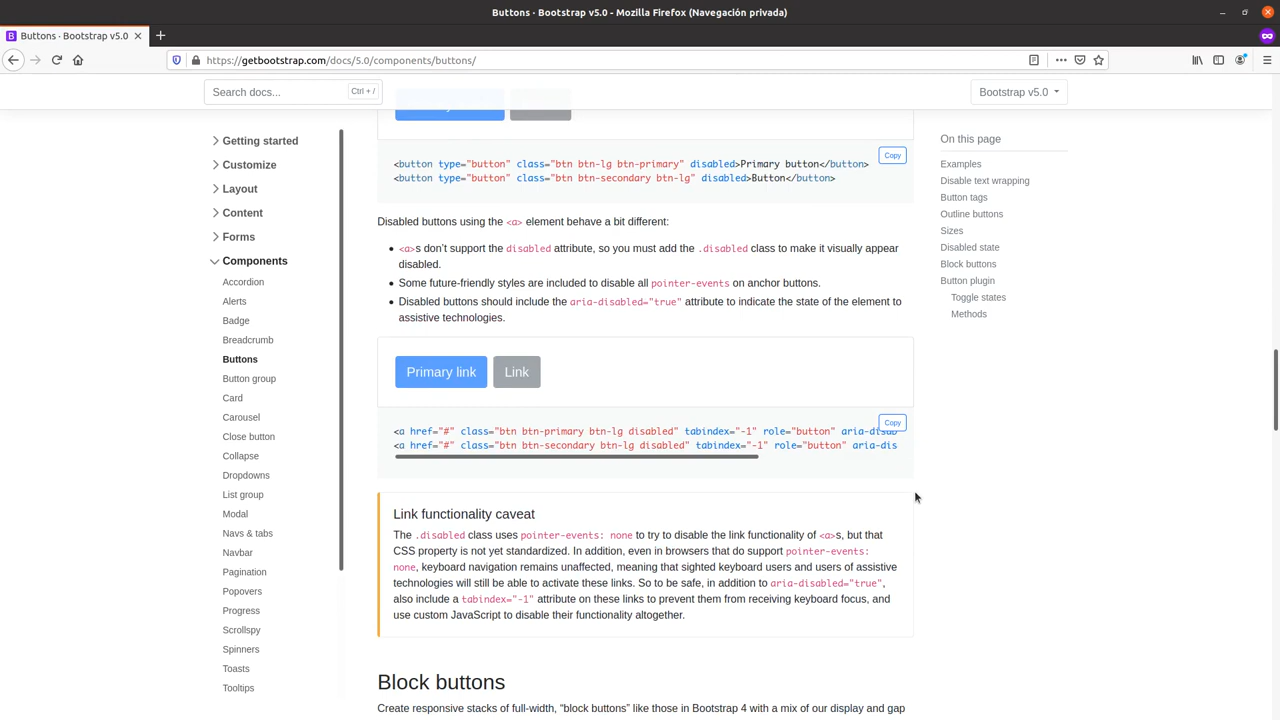 Buttons · Bootstrap v5.0 - Mozilla Firefox (Navegación privada)
Buttons · Bootstrap v5.0
https://getbootstrap.com/docs/5.0/components/buttons/
Search docs...
Ctrl + /
Bootstrap v5.0
Getting started
Customize
Layout
Content
Forms
Components
Accordion
Alerts
Badge
Breadcrumb
Buttons
Button group
Card
Carousel
Close button
Collapse
Dropdowns
List group
Modal
Navs & tabs
Navbar
Pagination
Popovers
Progress
Scrollspy
Spinners
Toasts
Tooltips
Copy
<button type="button" class="btn btn-lg btn-primary" disabled>Primary button</button>
<button type="button" class="btn btn-secondary btn-lg" disabled>Button</button>
Disabled buttons using the <a> element behave a bit different:
• <a>s don’t support the disabled attribute, so you must add the .disabled class to make it visually appear
disabled.
• Some future-friendly styles are included to disable all pointer-events on anchor buttons.
• Disabled buttons should include the aria-disabled="true" attribute to indicate the state of the element to
assistive technologies.
Primary link
Link
Copy
<a href="#" class="btn btn-primary btn-lg disabled" tabindex="-1" role="button" aria-disab
<a href="#" class="btn btn-secondary btn-lg disabled" tabindex="-1" role="button" aria-dis
Link functionality caveat
The .disabled class uses pointer-events: none to try to disable the link functionality of <a>s, but that
CSS property is not yet standardized. In addition, even in browsers that do support pointer-events:
none, keyboard navigation remains unaffected, meaning that sighted keyboard users and users of assistive
technologies will still be able to activate these links. So to be safe, in addition to aria-disabled="true",
also include a tabindex="-1" attribute on these links to prevent them from receiving keyboard focus, and
use custom JavaScript to disable their functionality altogether.
Block buttons
Create responsive stacks of full-width, “block buttons” like those in Bootstrap 4 with a mix of our display and gap
On this page
Examples
Disable text wrapping
Button tags
Outline buttons
Sizes
Disabled state
Block buttons
Button plugin
Toggle states
Methods